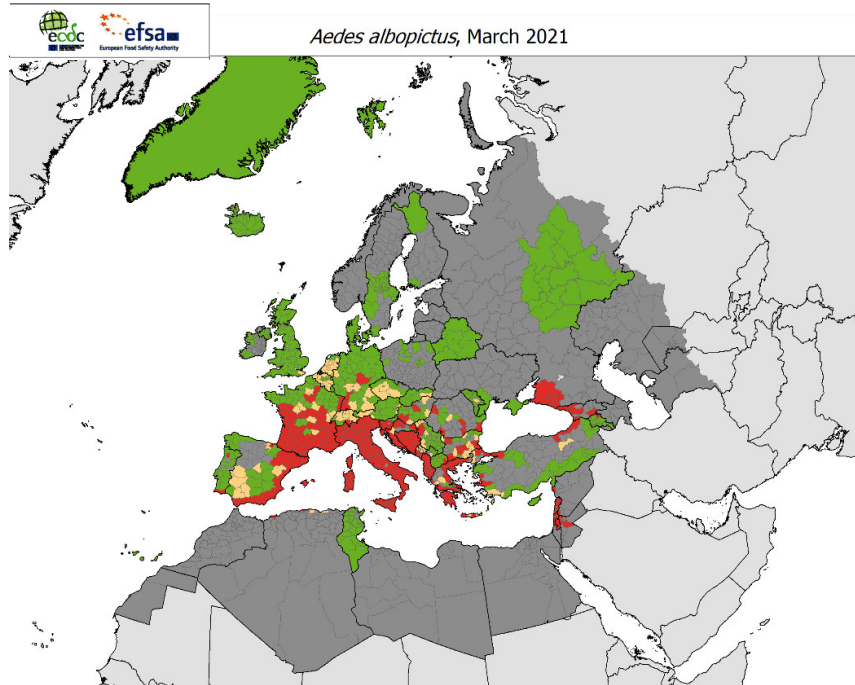 ecdc
efsa
European Food Safety Authority
Aedes albopictus, March 2021